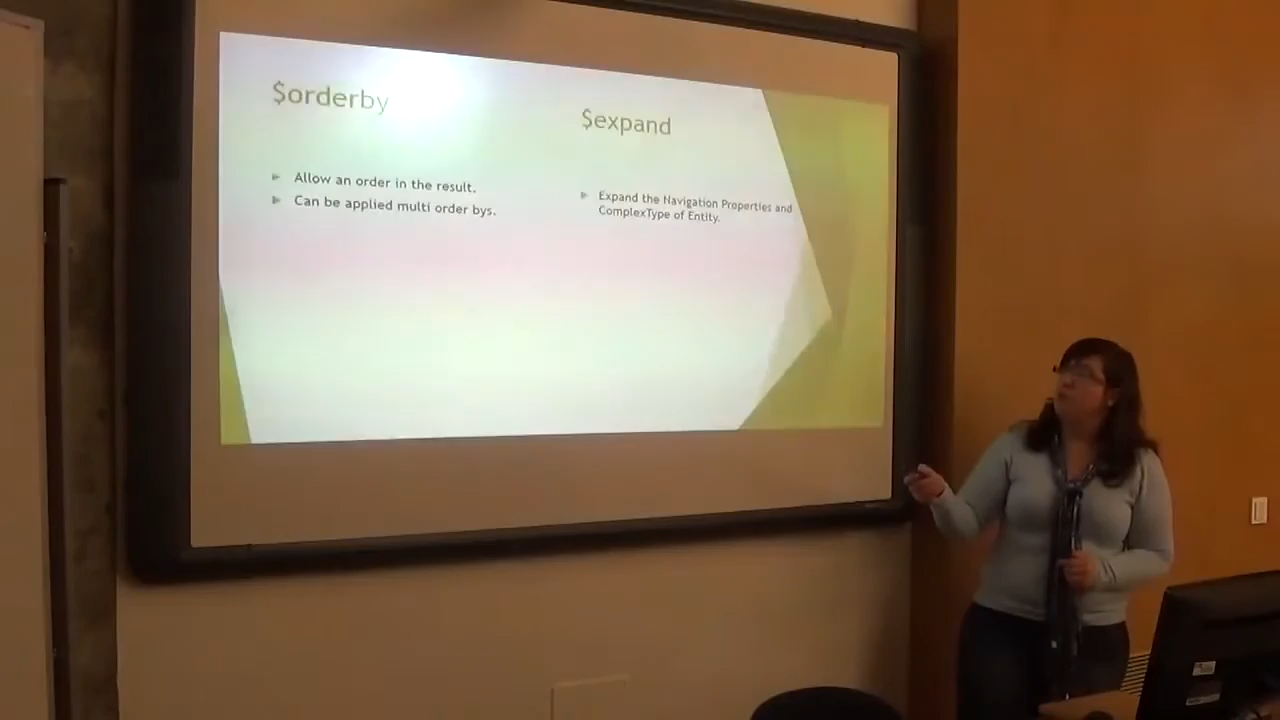 $orderby
Allow an order in the result.
Can be applied multi order bys.
$expand
Expand the Navigation Properties and
ComplexType of Entity.